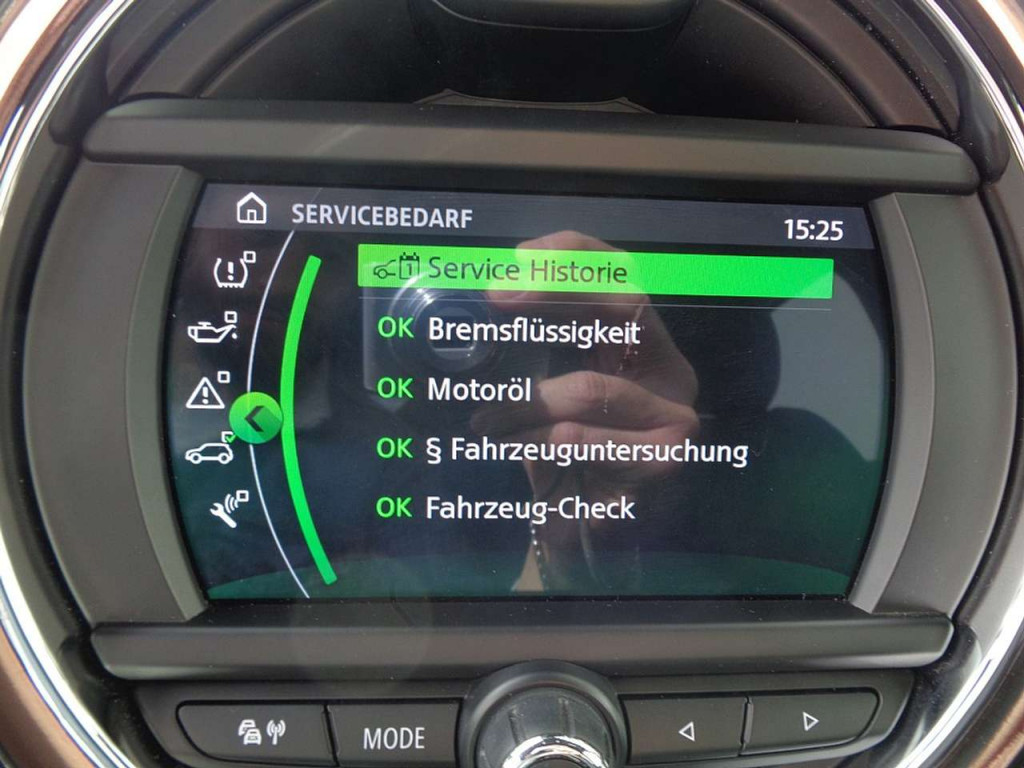 SERVICEBEDARF 15:25
Service Historie
OK Bremsflüssigkeit
OK Motoröl
OK § Fahrzeuguntersuchung
OK Fahrzeug-Check
MODE